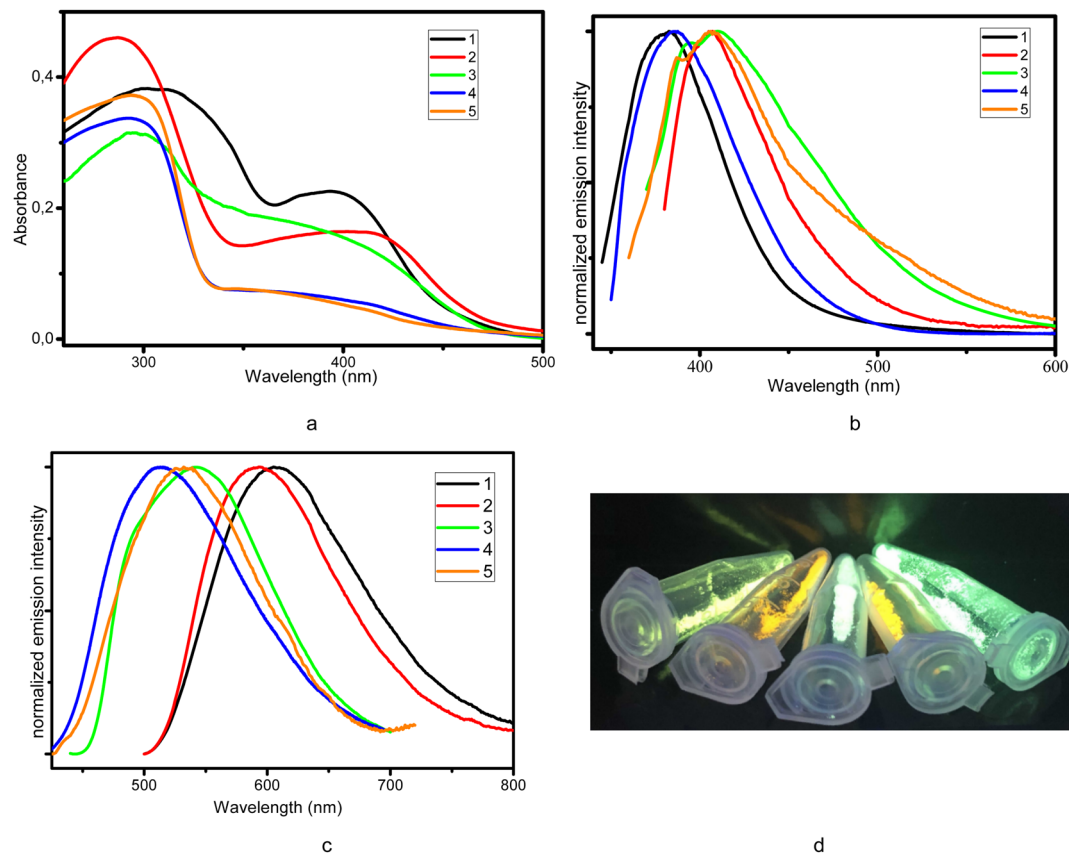 0,4
0,2
0,0
Absorbance
300
400
500
Wavelength (nm)
1
2
3
4
5
a
normalized emission intensity
400
500
600
Wavelength (nm)
1
2
3
4
5
b
normalized emission intensity
500
600
700
800
Wavelength (nm)
1
2
3
4
5
c
d